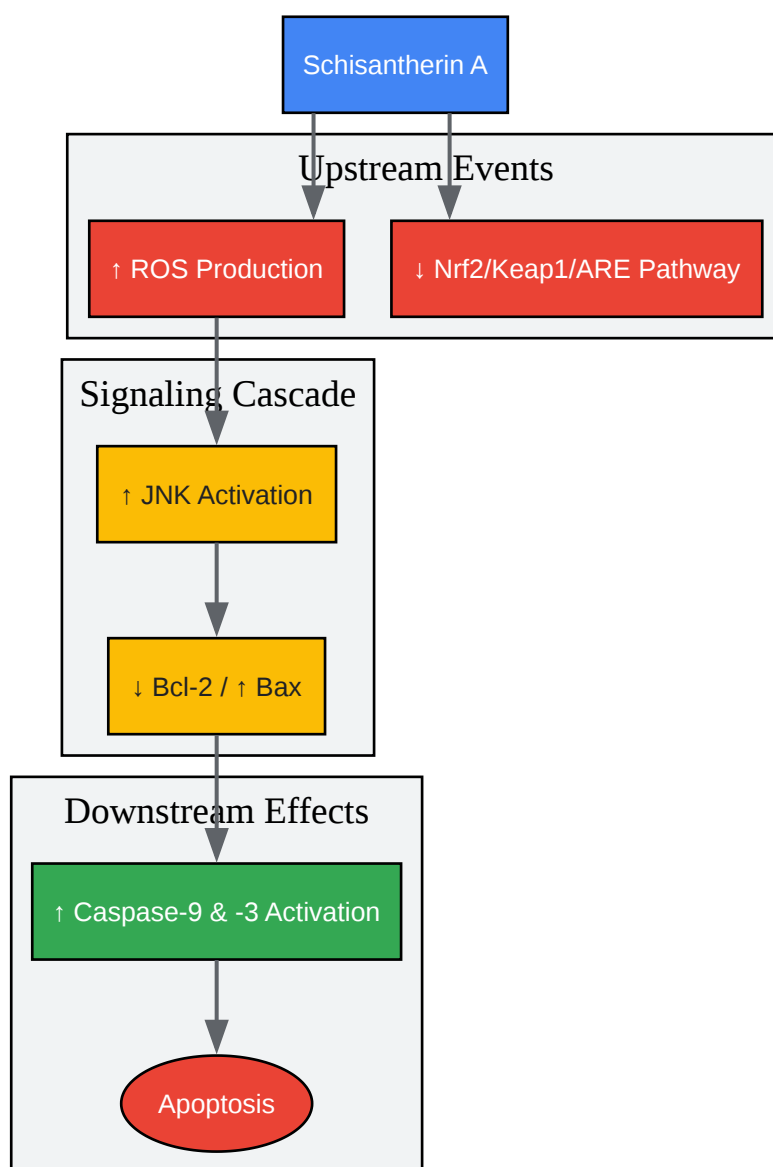 Schisantherin A
Upstream Events
↑ ROS Production
↓ Nrf2/Keap1/ARE Pathway
Signaling Cascade
↑ JNK Activation
↓ Bcl-2 / ↑ Bax
Downstream Effects
↑ Caspase-9 & -3 Activation
Apoptosis